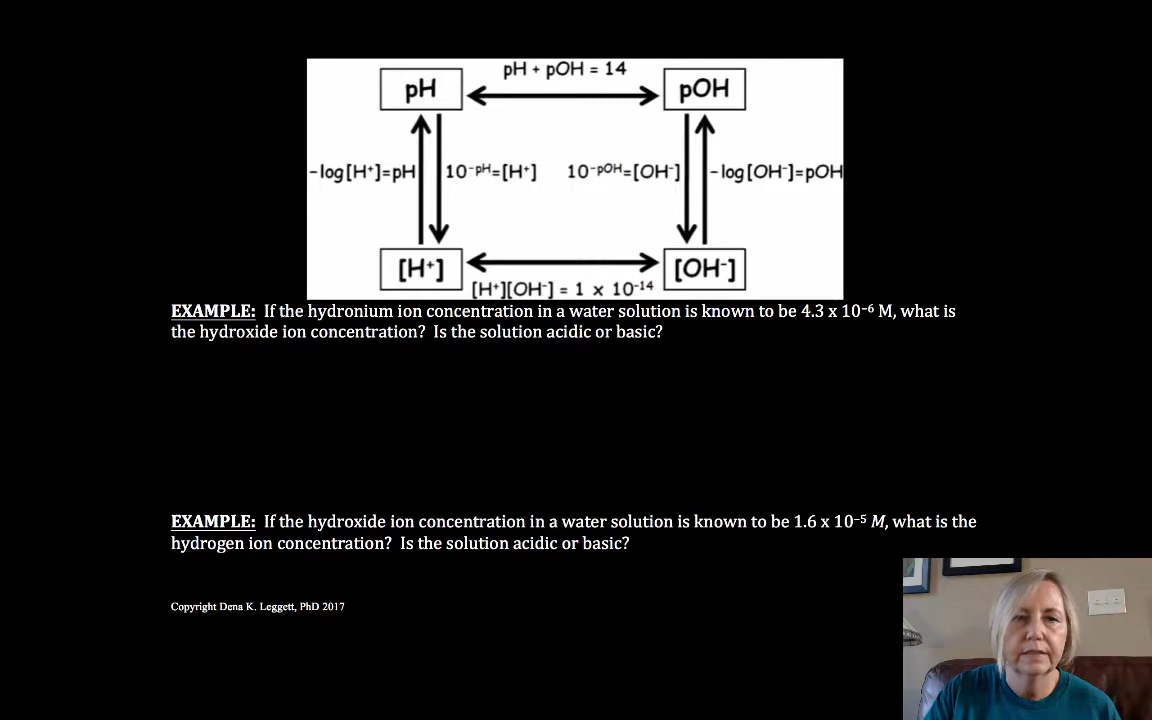 pH + pOH = 14
pH
pOH
-log[H⁺]=pH
10⁻ᵖᴴ=[H⁺]
10⁻ᵖᴼᴴ=[OH⁻]
-log[OH⁻]=pOH
[H⁺]
[OH⁻]
[H⁺][OH⁻] = 1 x 10⁻¹⁴
EXAMPLE: If the hydronium ion concentration in a water solution is known to be 4.3 x 10⁻⁶ M, what is
the hydroxide ion concentration? Is the solution acidic or basic?
EXAMPLE: If the hydroxide ion concentration in a water solution is known to be 1.6 x 10⁻⁵ M, what is the
hydrogen ion concentration? Is the solution acidic or basic?
Copyright Dena K. Leggett, PhD 2017